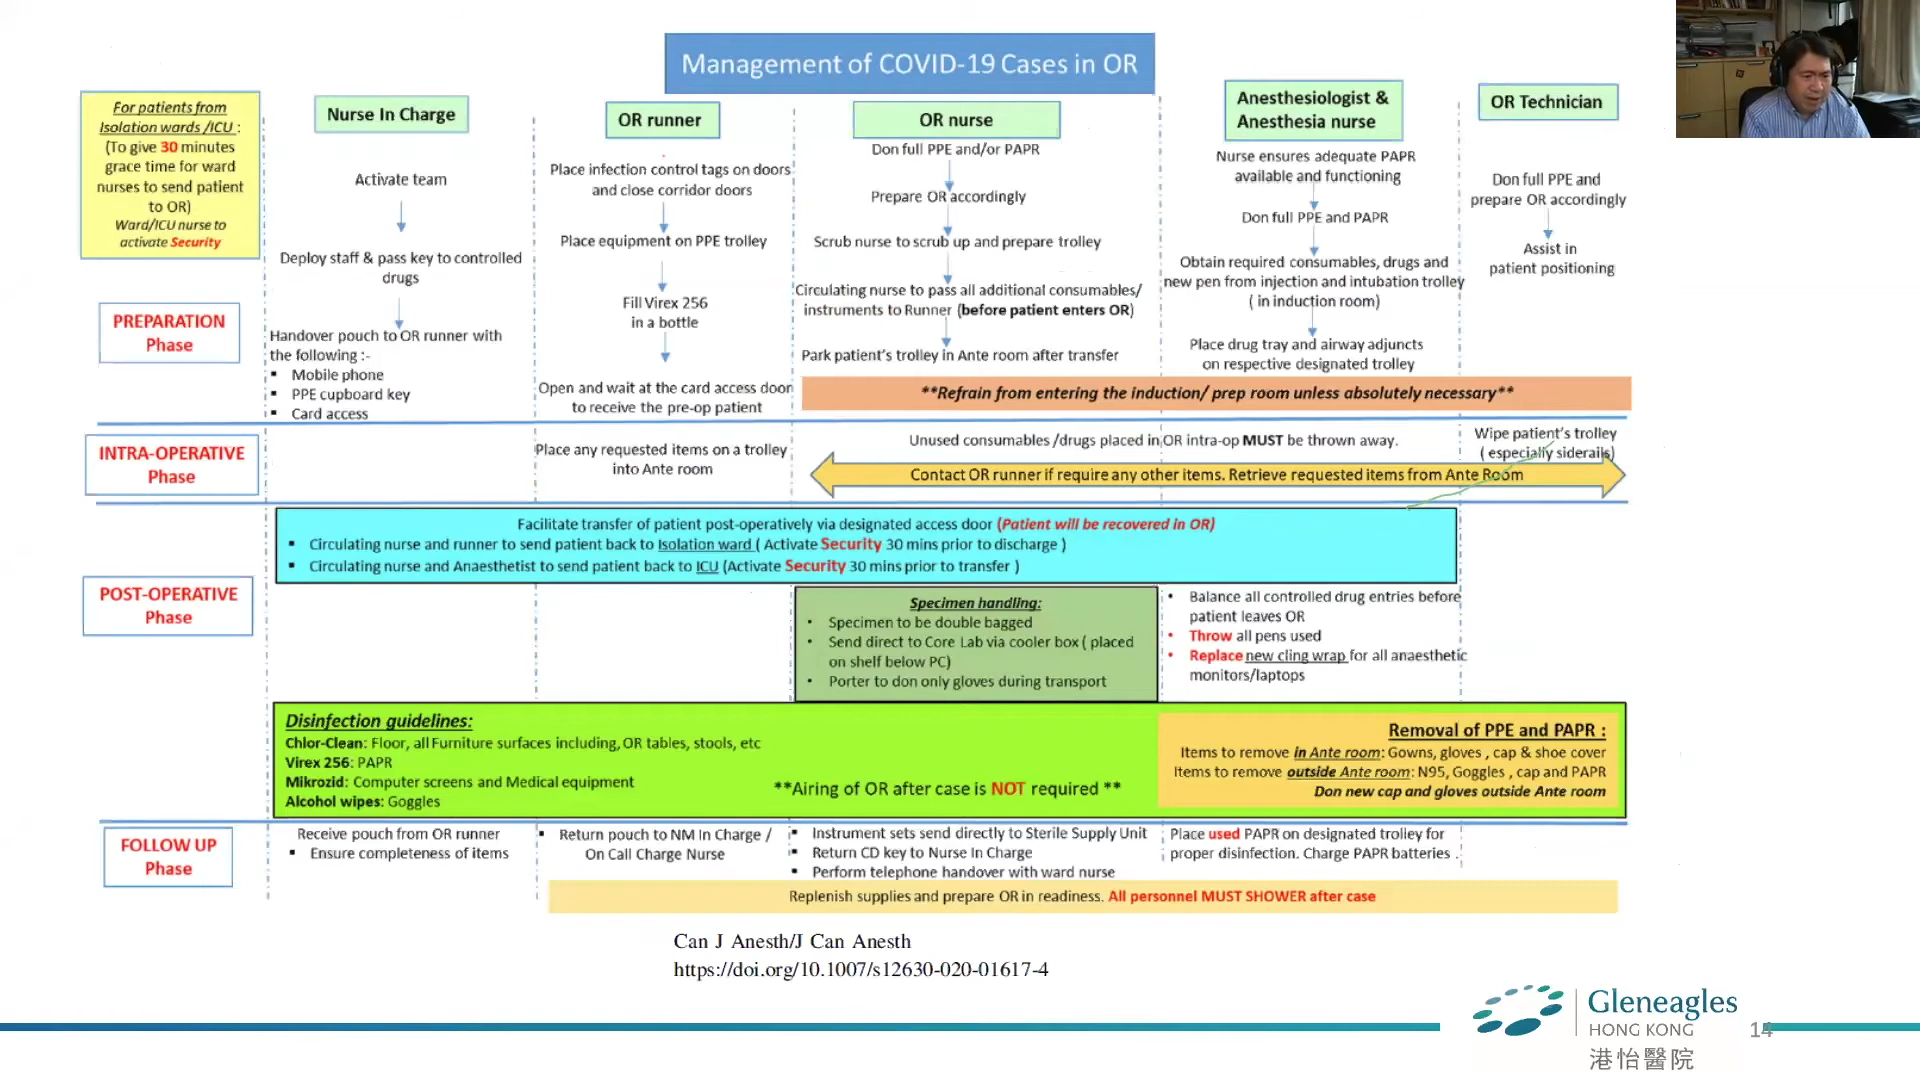 Management of COVID-19 Cases in OR
For patients from
Isolation wards /ICU :
(To give 30 minutes
grace time for ward
nurses to send patient
to OR)
Ward/ICU nurse to
activate Security
Nurse In Charge
OR runner
OR nurse
Anesthesiologist &
Anesthesia nurse
OR Technician
PREPARATION
Phase
Activate team
Deploy staff & pass key to controlled
drugs
Handover pouch to OR runner with
the following :-
▪ Mobile phone
▪ PPE cupboard key
▪ Card access
Place infection control tags on doors
and close corridor doors
Place equipment on PPE trolley
Fill Virex 256
in a bottle
Open and wait at the card access door
to receive the pre-op patient
Don full PPE and/or PAPR
Prepare OR accordingly
Scrub nurse to scrub up and prepare trolley
Circulating nurse to pass all additional consumables/
instruments to Runner (before patient enters OR)
Park patient's trolley in Ante room after transfer
Nurse ensures adequate PAPR
available and functioning
Don full PPE and PAPR
Obtain required consumables, drugs and
new pen from injection and intubation trolley
( in induction room)
Place drug tray and airway adjuncts
on respective designated trolley
Don full PPE and
prepare OR accordingly
Assist in
patient positioning
**Refrain from entering the induction/ prep room unless absolutely necessary**
INTRA-OPERATIVE
Phase
Place any requested items on a trolley
into Ante room
Unused consumables /drugs placed in OR intra-op MUST be thrown away.
Wipe patient's trolley
( especially siderails)
Contact OR runner if require any other items. Retrieve requested items from Ante Room
POST-OPERATIVE
Phase
Facilitate transfer of patient post-operatively via designated access door (Patient will be recovered in OR)
▪ Circulating nurse and runner to send patient back to Isolation ward ( Activate Security 30 mins prior to discharge )
▪ Circulating nurse and Anaesthetist to send patient back to ICU (Activate Security 30 mins prior to transfer )
Specimen handling:
• Specimen to be double bagged
• Send direct to Core Lab via cooler box ( placed
on shelf below PC)
• Porter to don only gloves during transport
• Balance all controlled drug entries before
patient leaves OR
• Throw all pens used
• Replace new cling wrap for all anaesthetic
monitors/laptops
Disinfection guidelines:
Chlor-Clean: Floor, all Furniture surfaces including, OR tables, stools, etc
Virex 256: PAPR
Mikrozid: Computer screens and Medical equipment
Alcohol wipes: Goggles
**Airing of OR after case is NOT required **
Removal of PPE and PAPR :
Items to remove in Ante room: Gowns, gloves , cap & shoe cover
Items to remove outside Ante room: N95, Goggles , cap and PAPR
Don new cap and gloves outside Ante room
FOLLOW UP
Phase
Receive pouch from OR runner
▪ Ensure completeness of items
▪ Return pouch to NM In Charge /
On Call Charge Nurse
▪ Instrument sets send directly to Sterile Supply Unit
▪ Return CD key to Nurse In Charge
▪ Perform telephone handover with ward nurse
Place used PAPR on designated trolley for
proper disinfection. Charge PAPR batteries .
Replenish supplies and prepare OR in readiness. All personnel MUST SHOWER after case
Can J Anesth/J Can Anesth
https://doi.org/10.1007/s12630-020-01617-4
Gleneagles
HONG KONG
港怡醫院
14